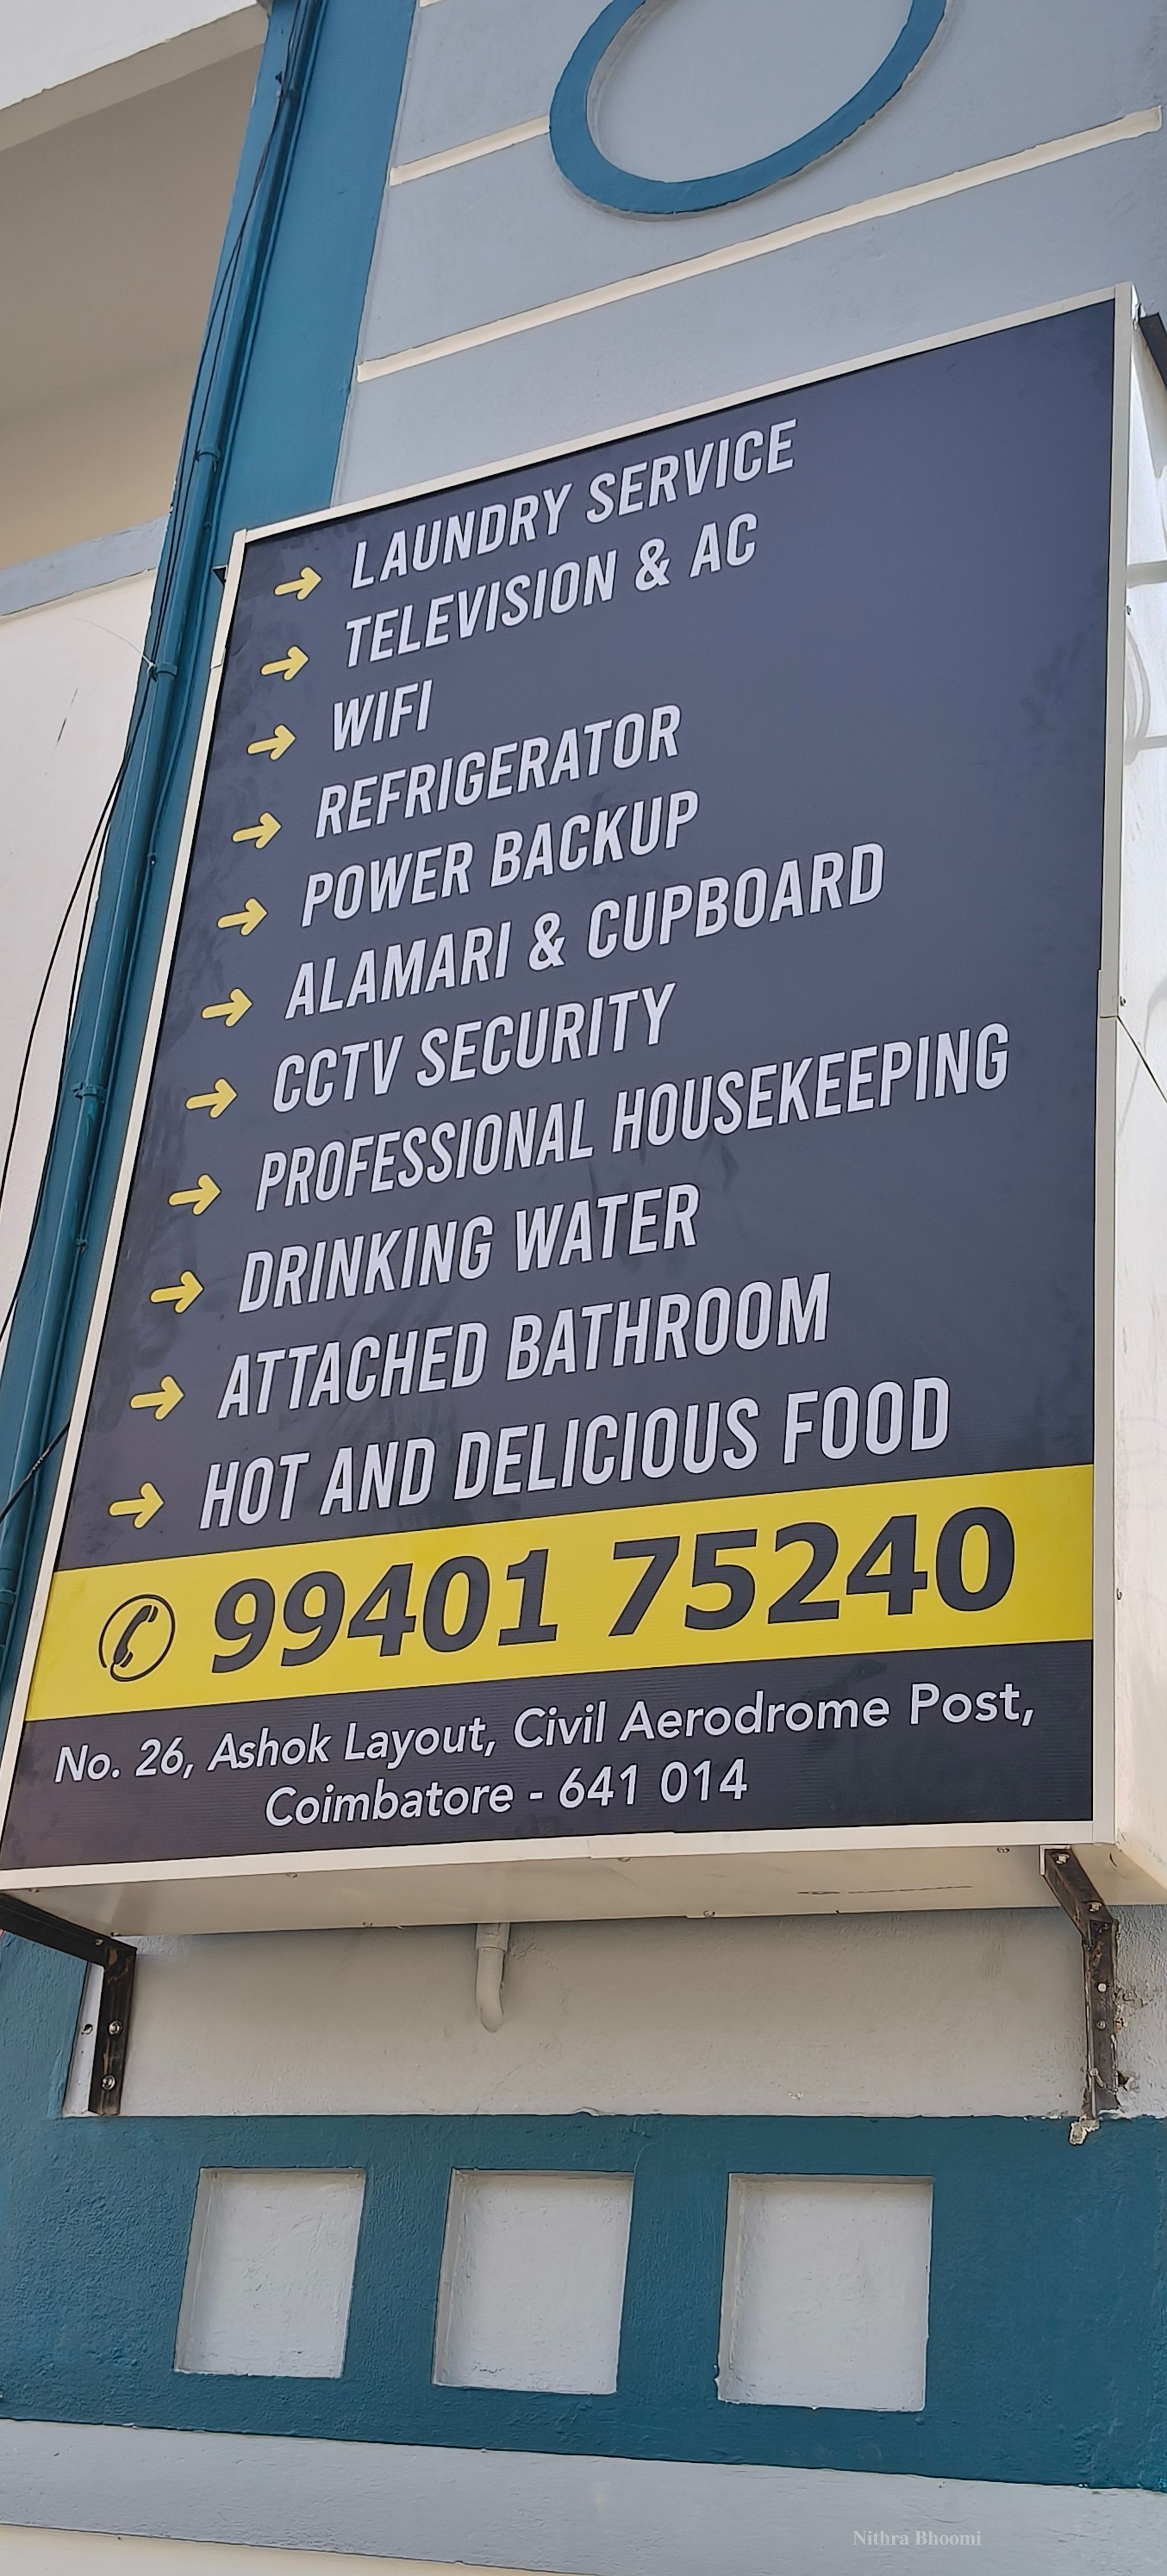 LAUNDRY SERVICE
TELEVISION & AC
WIFI
REFRIGERATOR
POWER BACKUP
ALAMARI & CUPBOARD
CCTV SECURITY
PROFESSIONAL HOUSEKEEPING
DRINKING WATER
ATTACHED BATHROOM
HOT AND DELICIOUS FOOD
99401 75240
No. 26, Ashok Layout, Civil Aerodrome Post,
Coimbatore - 641 014
Nithra Bhoomi